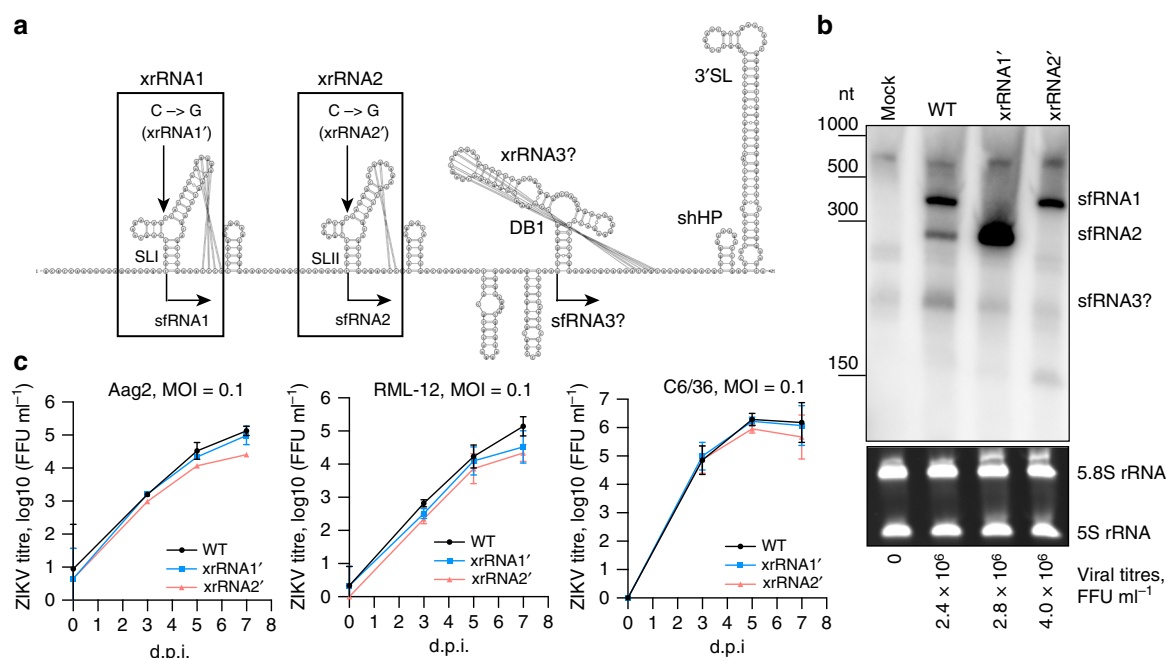 a
xrRNA1
C –> G
(xrRNA1′)
SLI
sfRNA1
xrRNA2
C –> G
(xrRNA2′)
SLII
sfRNA2
xrRNA3?
DB1
sfRNA3?
shHP
3′SL
b
nt
Mock
WT
xrRNA1′
xrRNA2′
1000
500
300
150
sfRNA1
sfRNA2
sfRNA3?
5.8S rRNA
5S rRNA
0
2.4 × 10⁶
2.8 × 10⁶
4.0 × 10⁶
Viral titres,
FFU ml⁻¹
c
Aag2, MOI = 0.1
ZIKV titre, log10 (FFU ml⁻¹)
6
5
4
3
2
1
0
0 1 2 3 4 5 6 7 8
d.p.i.
WT
xrRNA1′
xrRNA2′
RML-12, MOI = 0.1
ZIKV titre, log10 (FFU ml⁻¹)
6
5
4
3
2
1
0
0 1 2 3 4 5 6 7 8
d.p.i.
WT
xrRNA1′
xrRNA2′
C6/36, MOI = 0.1
ZIKV titre, log10 (FFU ml⁻¹)
7
6
5
4
3
2
1
0
0 1 2 3 4 5 6 7 8
d.p.i
WT
xrRNA1′
xrRNA2′